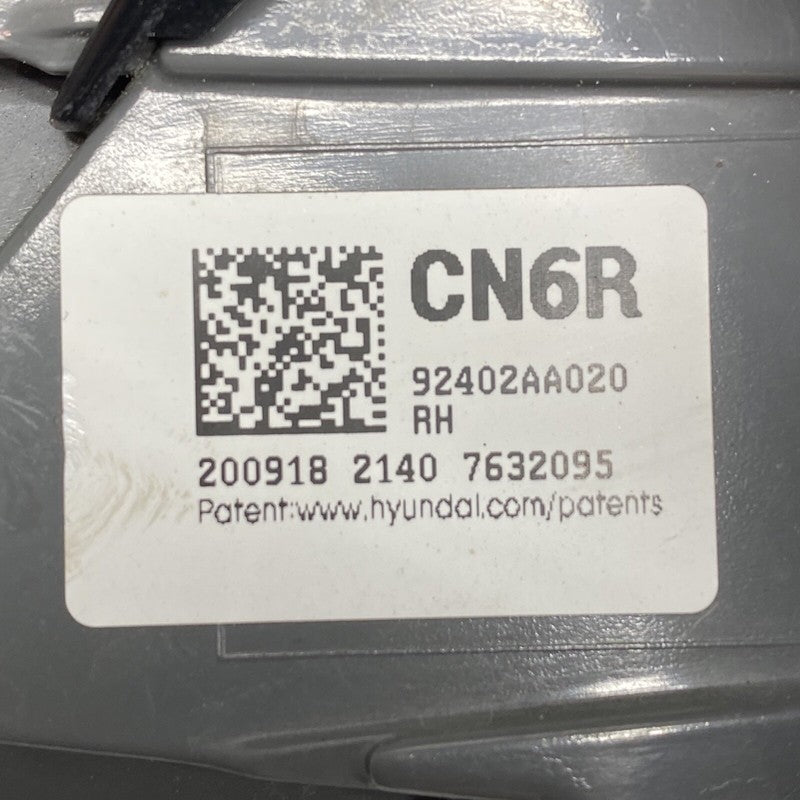 CN6R
92402AA020
RH
200918 2140 7632095
Patent:www.hyundai.com/patents